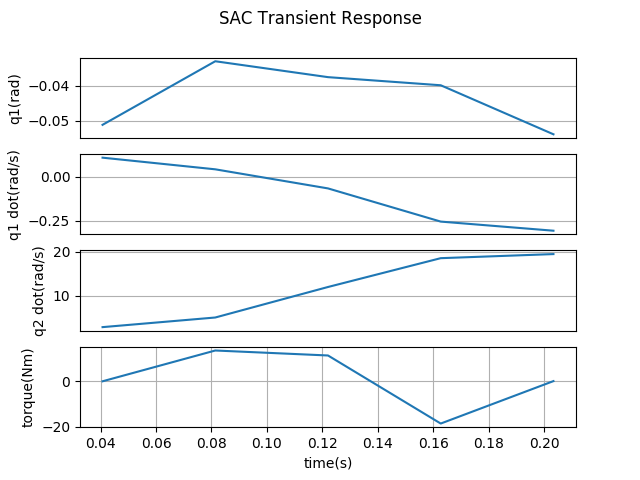 SAC Transient Response
q1(rad)
−0.04
−0.05
q1 dot(rad/s)
0.00
−0.25
q2 dot(rad/s)
20
10
torque(Nm)
0
−20
0.04 0.06 0.08 0.10 0.12 0.14 0.16 0.18 0.20
time(s)